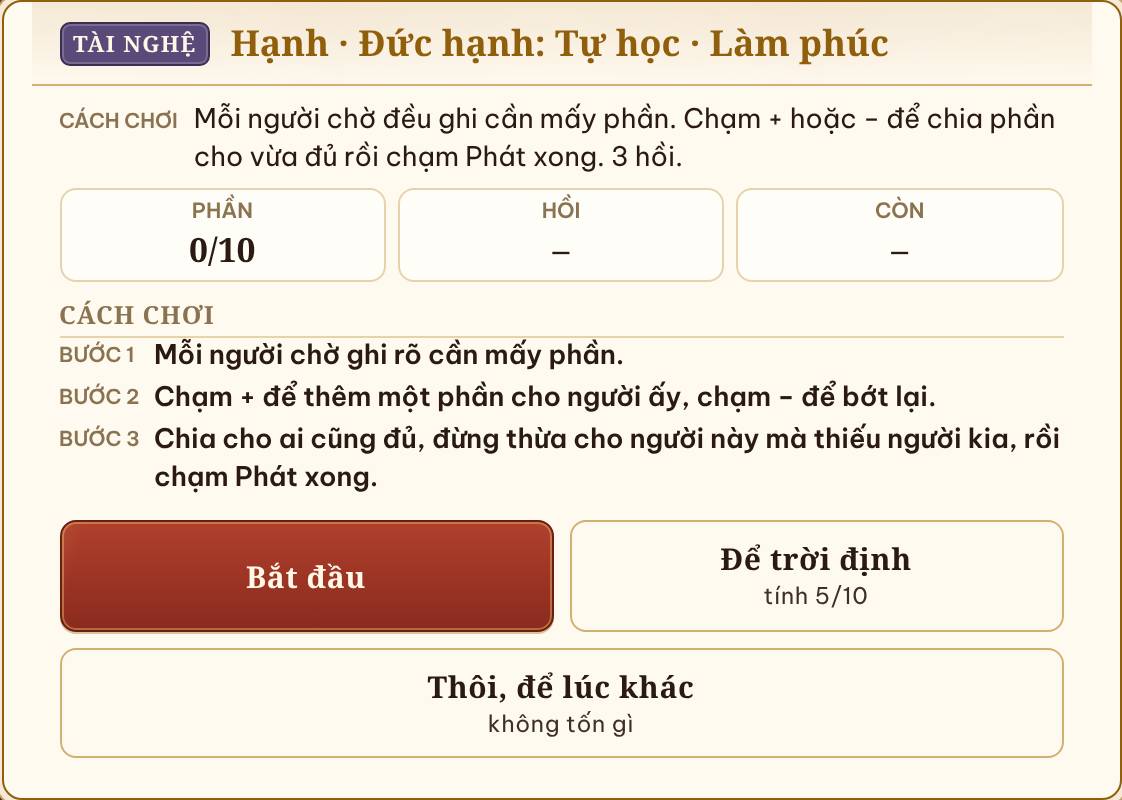 TÀI NGHỆ Hạnh · Đức hạnh: Tự học · Làm phúc
CÁCH CHƠI Mỗi người chờ đều ghi cần mấy phần. Chạm + hoặc − để chia phần
cho vừa đủ rồi chạm Phát xong. 3 hồi.
PHẦN
0/10
HỒI
–
CÒN
–
CÁCH CHƠI
BƯỚC 1 Mỗi người chờ ghi rõ cần mấy phần.
BƯỚC 2 Chạm + để thêm một phần cho người ấy, chạm − để bớt lại.
BƯỚC 3 Chia cho ai cũng đủ, đừng thừa cho người này mà thiếu người kia, rồi
chạm Phát xong.
Bắt đầu
Để trời định
tính 5/10
Thôi, để lúc khác
không tốn gì